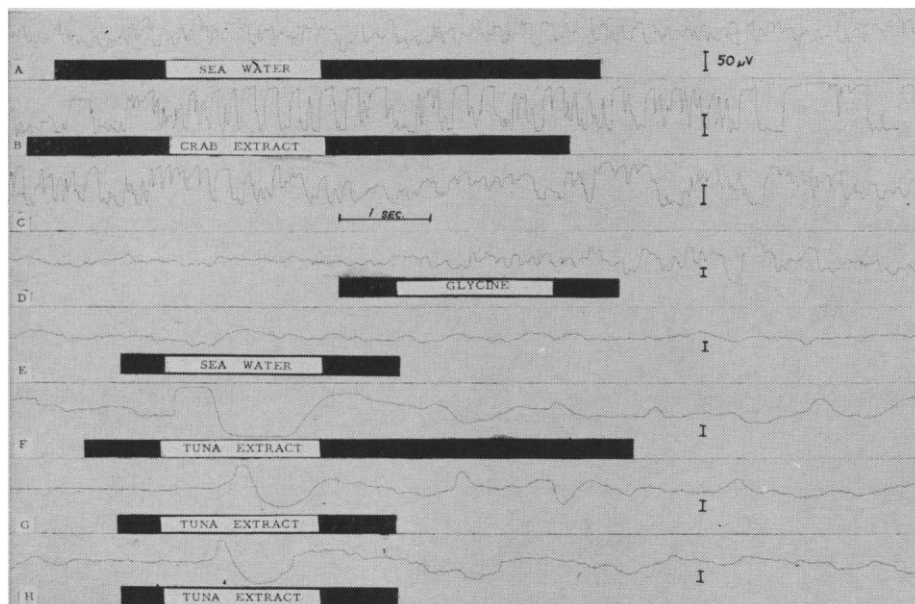 A
SEA WATER
50 μV
B
CRAB EXTRACT
C
1 SEC.
D
GLYCINE
E
SEA WATER
F
TUNA EXTRACT
G
TUNA EXTRACT
H
TUNA EXTRACT